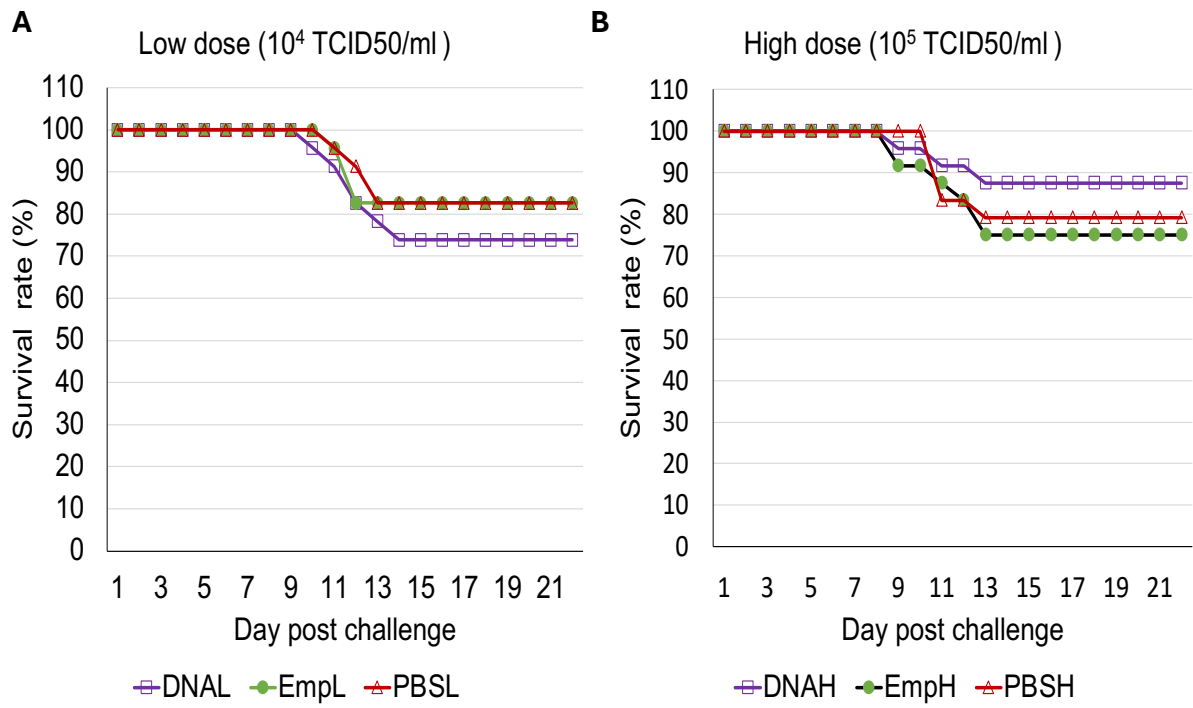 A
Low dose (10⁴ TCID50/ml )
110
100
90
80
70
60
50
40
30
20
10
0
Survival rate (%)
1 3 5 7 9 11 13 15 17 19 21
Day post challenge
DNAL EmpL PBSL
B
High dose (10⁵ TCID50/ml )
110
100
90
80
70
60
50
40
30
20
10
0
Survival rate (%)
1 3 5 7 9 11 13 15 17 19 21
Day post challenge
DNAH EmpH PBSH